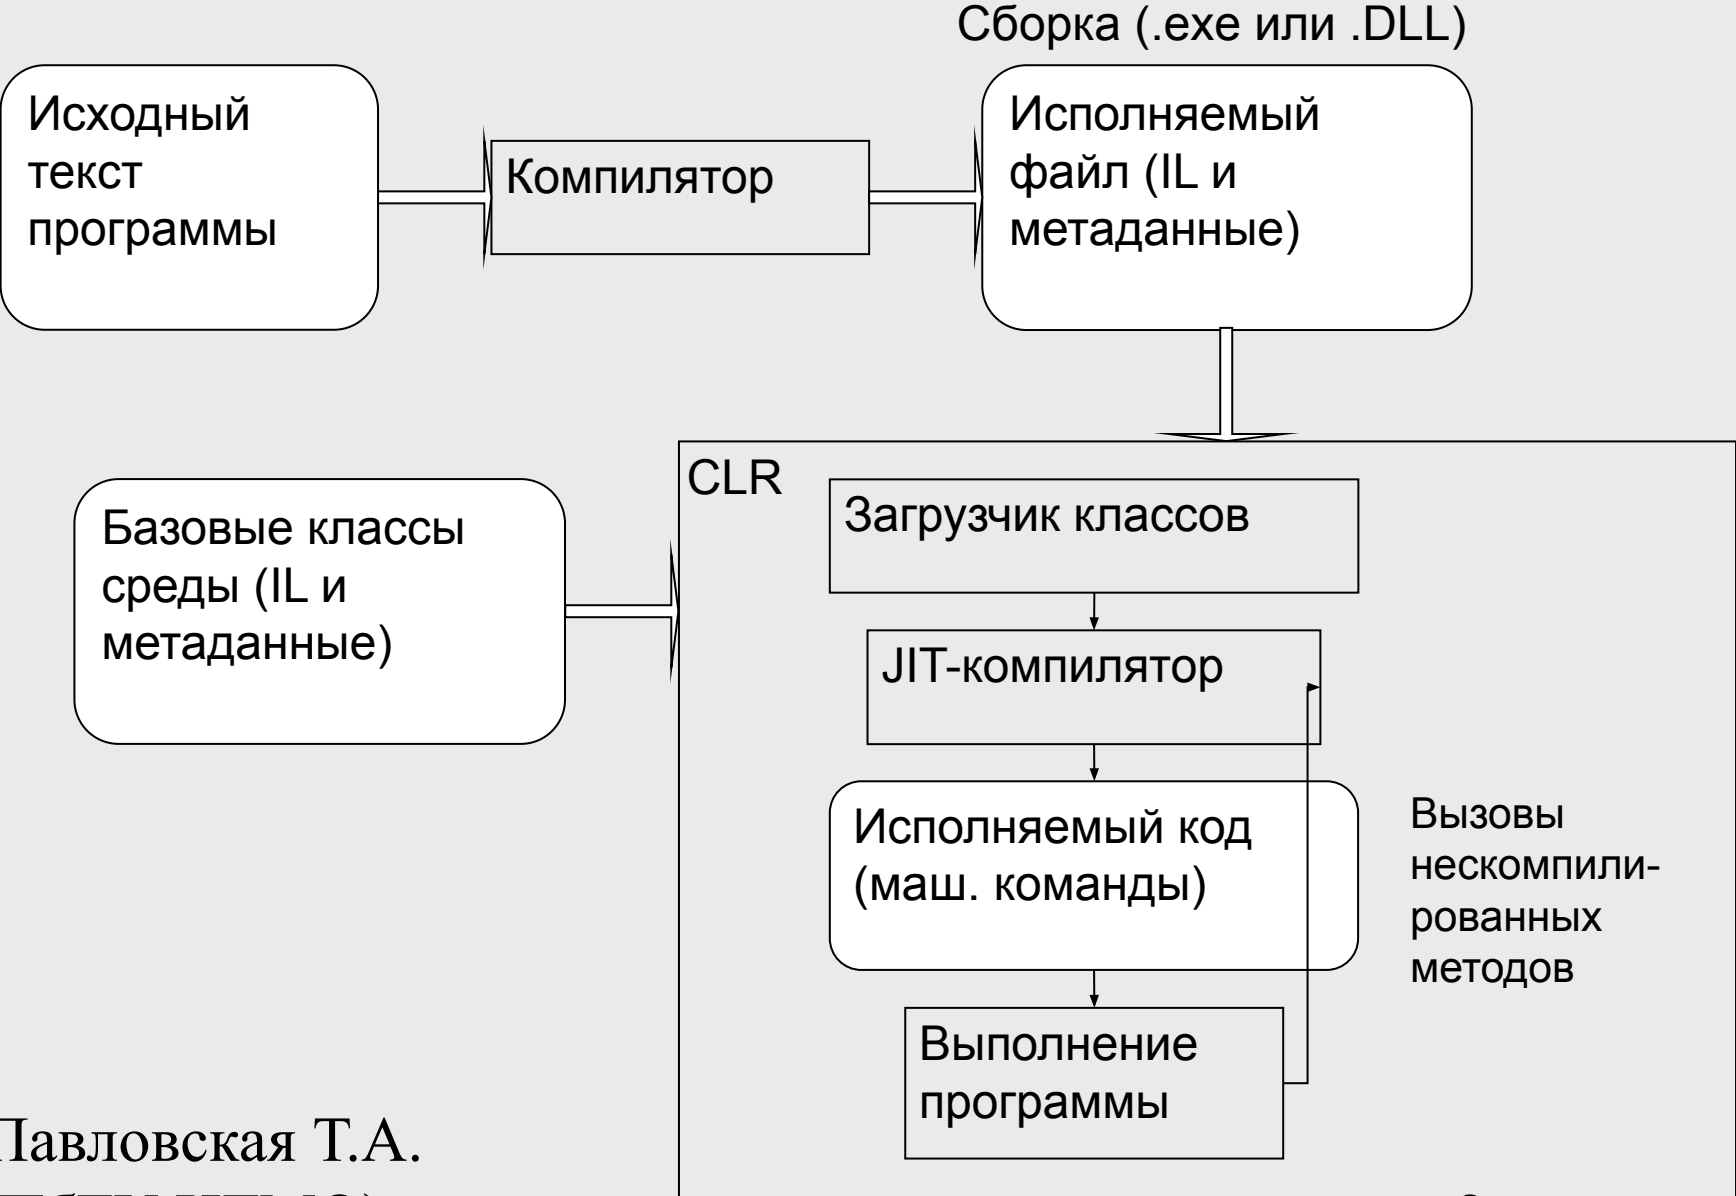 Сборка (.exe или .DLL)
Исходный
текст
программы
Компилятор
Исполняемый
файл (IL и
метаданные)
Базовые классы
среды (IL и
метаданные)
CLR
Загрузчик классов
JIT-компилятор
Исполняемый код
(маш. команды)
Вызовы
нескомпили-
рованных
методов
Выполнение
программы
Павловская Т.А.